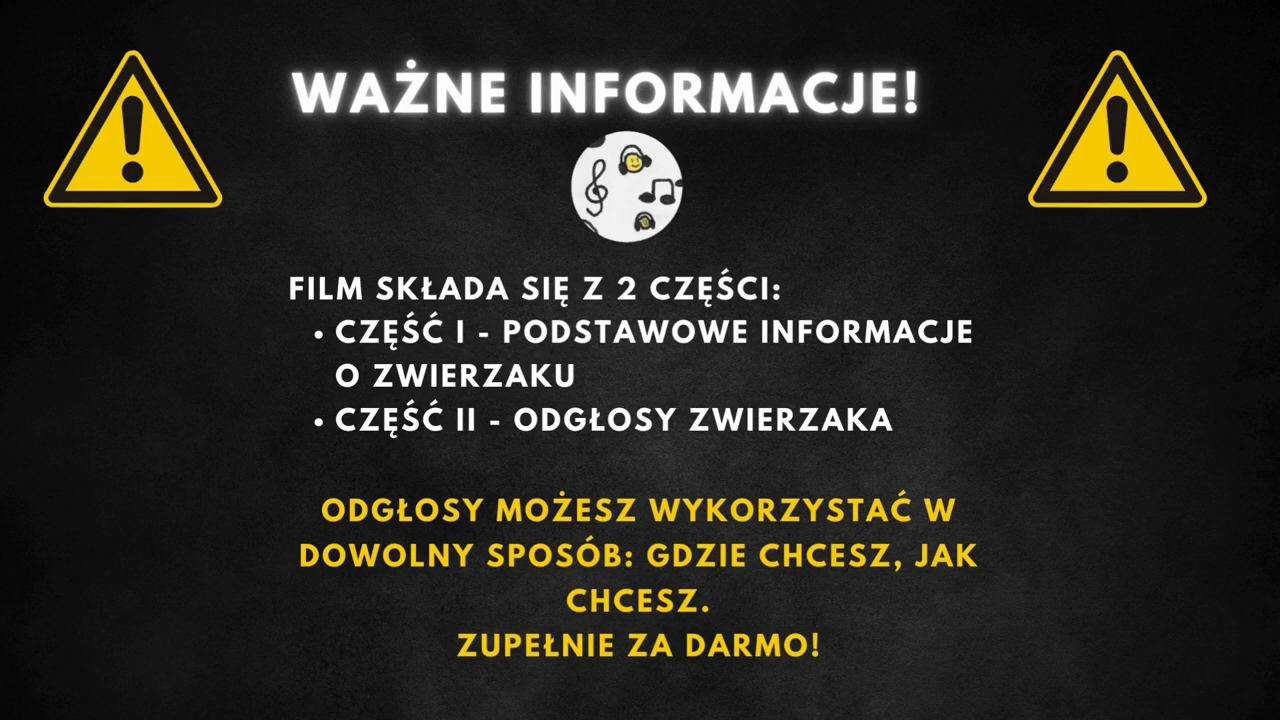 WAŻNE INFORMACJE!
FILM SKŁADA SIĘ Z 2 CZĘŚCI:
• CZĘŚĆ I - PODSTAWOWE INFORMACJE
O ZWIERZAKU
• CZĘŚĆ II - ODGŁOSY ZWIERZAKA
ODGŁOSY MOŻESZ WYKORZYSTAĆ W
DOWOLNY SPOSÓB: GDZIE CHCESZ, JAK
CHCESZ.
ZUPEŁNIE ZA DARMO!